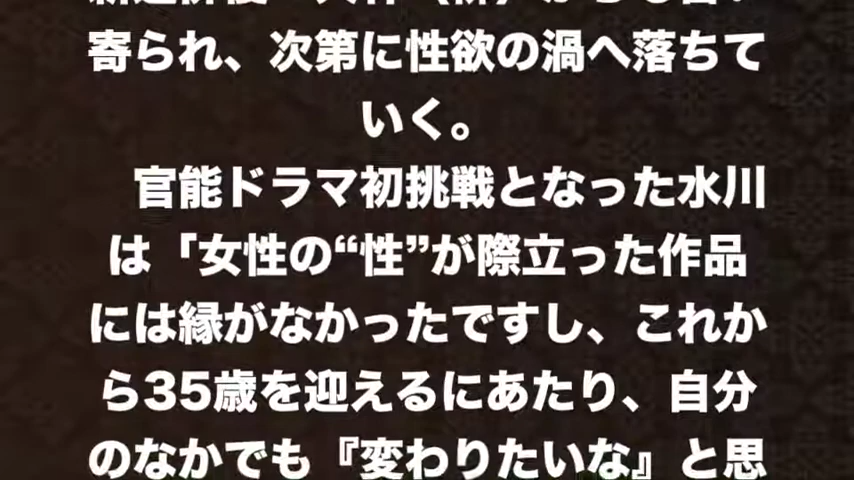 寄られ、次第に性欲の渦へ落ちて
いく。
官能ドラマ初挑戦となった水川
は「女性の“性”が際立った作品
には縁がなかったですし、これか
ら35歳を迎えるにあたり、自分
のなかでも『変わりたいな』と思